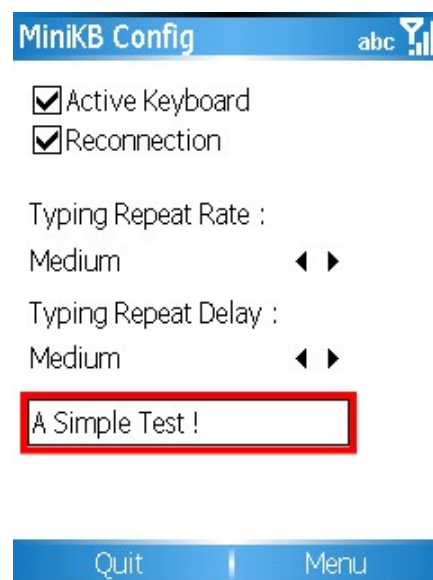 MiniKB Config abc
Active Keyboard
Reconnection
Typing Repeat Rate :
Medium
Typing Repeat Delay :
Medium
A Simple Test !
Quit Menu